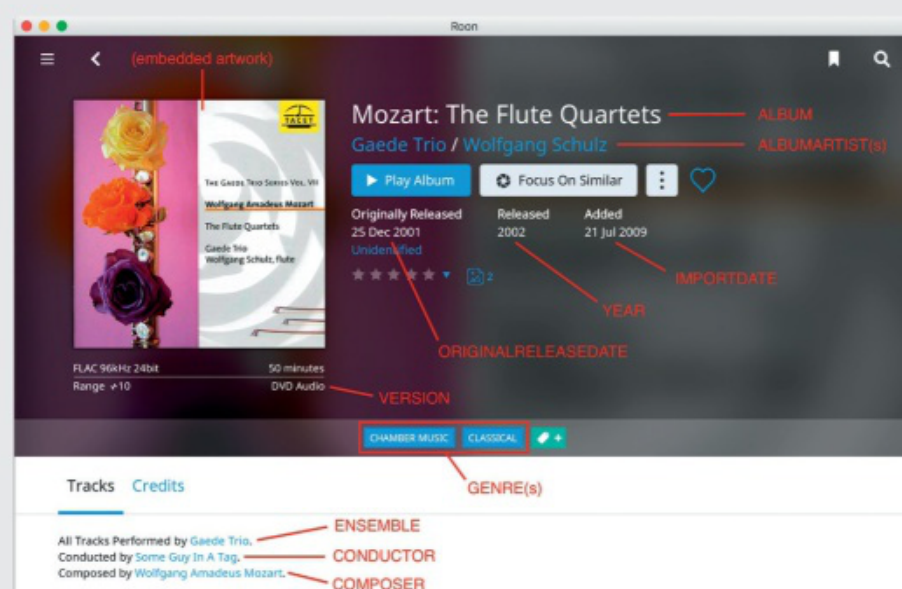 Roon
(embedded artwork)
TACET
THE GAEDE TRIO SERIES VOL. VII
Wolfgang Amadeus Mozart
The Flute Quartets
Gaede Trio
Wolfgang Schulz, flute
Mozart: The Flute Quartets
ALBUM
Gaede Trio / Wolfgang Schulz
ALBUMARTIST(s)
Play Album
Focus On Similar
Originally Released
Released
Added
25 Dec 2001
2002
21 Jul 2009
Unidentified
2
IMPORTDATE
YEAR
ORIGINALRELEASEDATE
FLAC 96kHz 24bit
50 minutes
Range +10
DVD Audio
VERSION
CHAMBER MUSIC
CLASSICAL
+
GENRE(s)
Tracks
Credits
ENSEMBLE
All Tracks Performed by Gaede Trio.
Conducted by Some Guy In A Tag.
CONDUCTOR
Composed by Wolfgang Amadeus Mozart.
COMPOSER